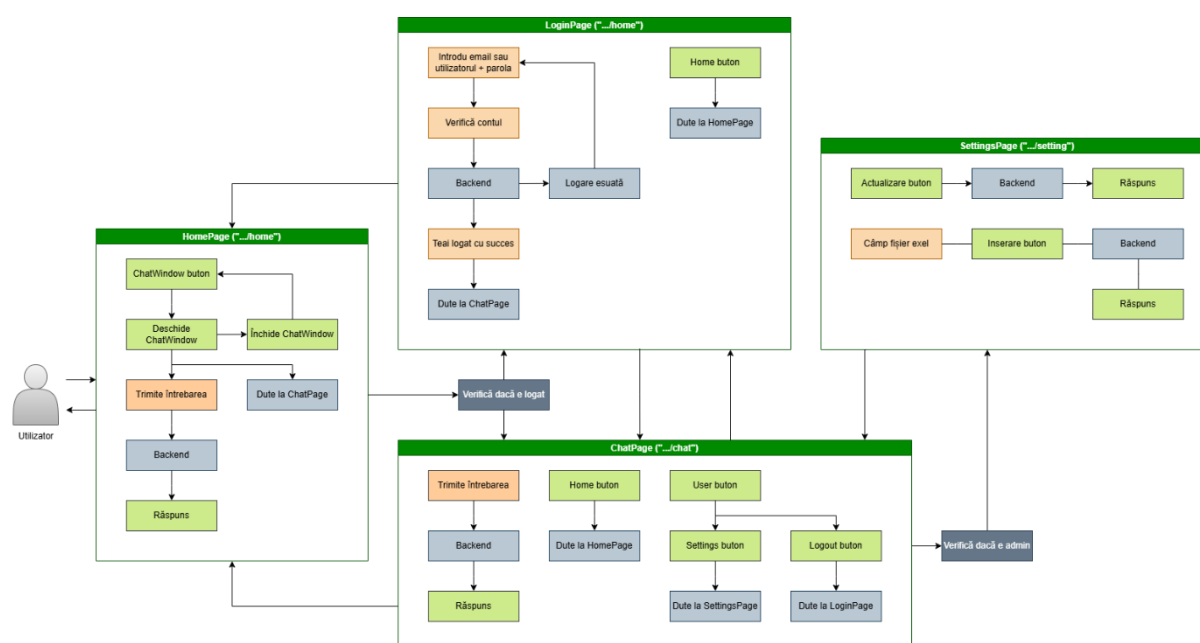 LoginPage (".../home")
Introdu email sau
utilizatorul + parola
Verifică contul
Backend
Logare esuată
Teai logat cu succes
Dute la ChatPage
Home buton
Dute la HomePage
SettingsPage (".../setting")
Actualizare buton
Backend
Răspuns
Câmp fișier exel
Inserare buton
Backend
Răspuns
HomePage (".../home")
ChatWindow buton
Deschide
ChatWindow
Închide ChatWindow
Trimite întrebarea
Dute la ChatPage
Backend
Răspuns
Utilizator
Verifică dacă e logat
ChatPage (".../chat")
Trimite întrebarea
Backend
Răspuns
Home buton
Dute la HomePage
User buton
Settings buton
Logout buton
Dute la SettingsPage
Dute la LoginPage
Verifică dacă e admin